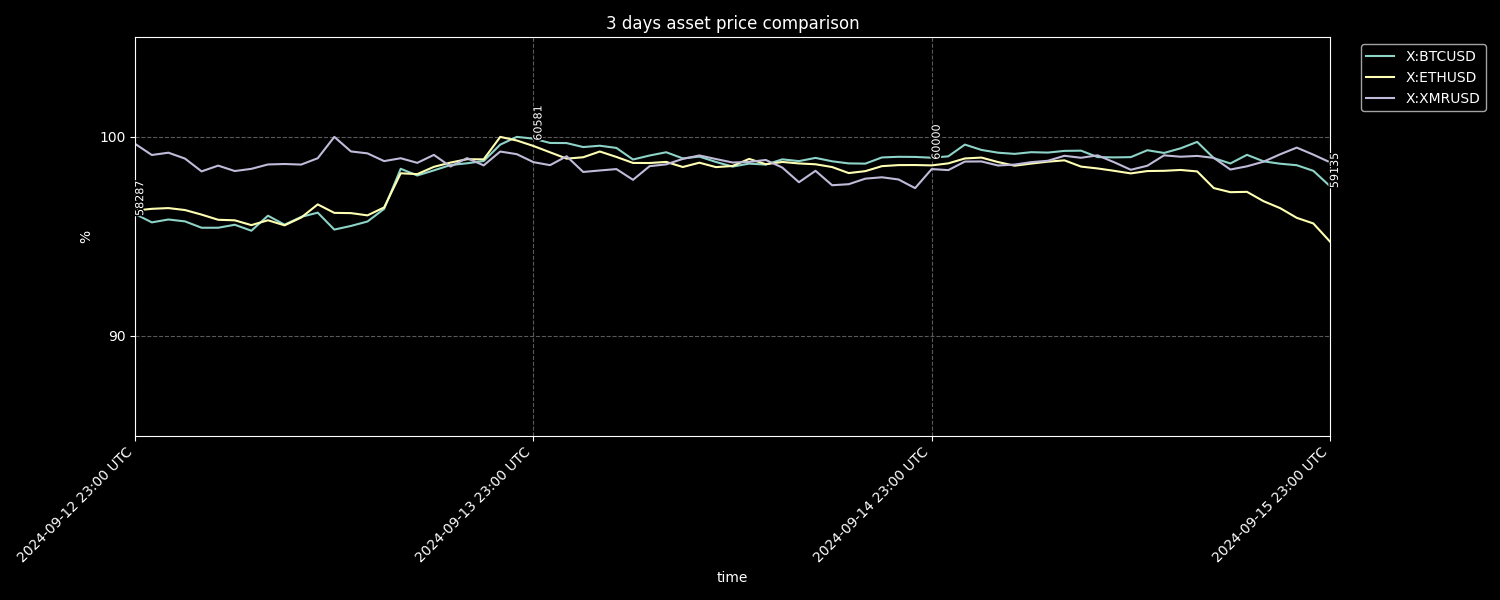 3 days asset price comparison
X:BTCUSD
X:ETHUSD
X:XMRUSD
100
90
%
58287
60581
60000
59135
2024-09-12 23:00 UTC
2024-09-13 23:00 UTC
2024-09-14 23:00 UTC
2024-09-15 23:00 UTC
time